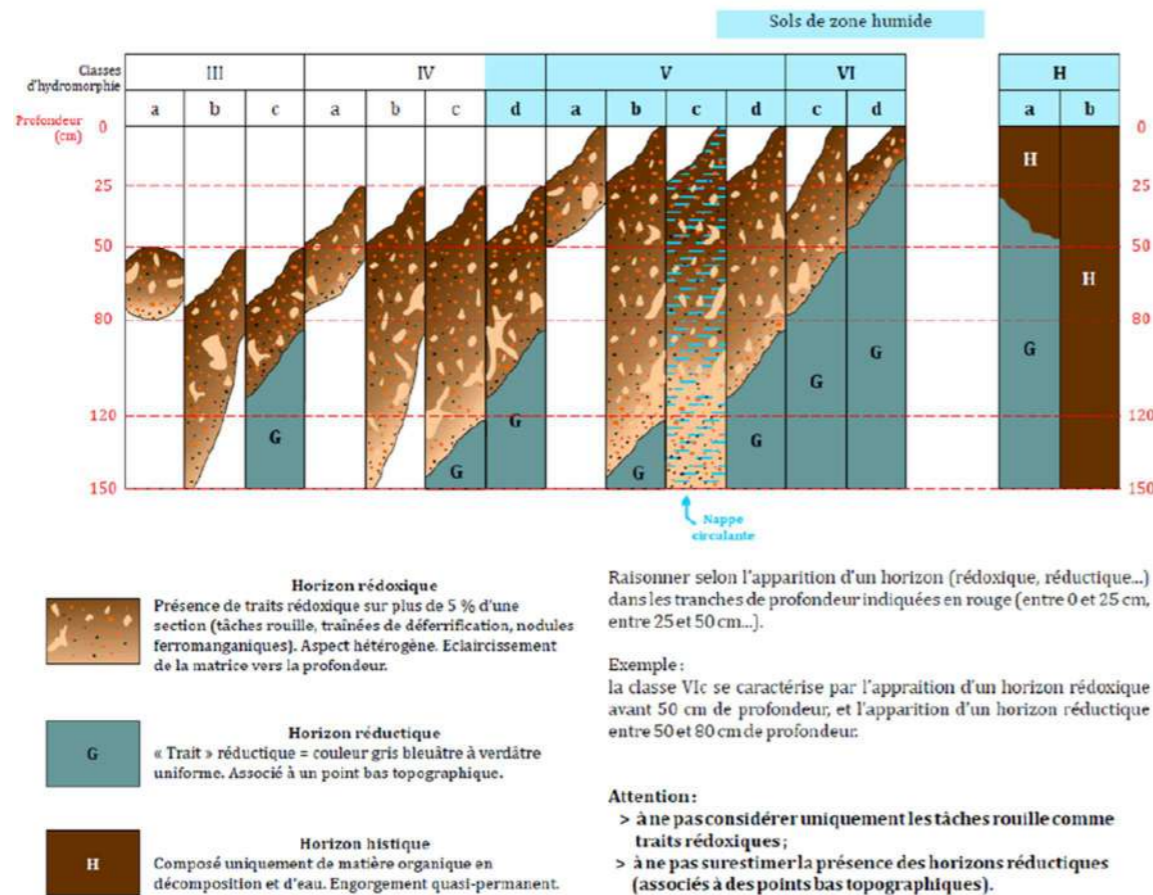 Sols de zone humide
Classes d'hydromorphie
III IV V VI H
a b c a b c d a b c d c d a b
Profondeur (cm)
0 0
H
25 25
50 50
H
80 80
G G G
G
120 120
G G
G G
150 150
Nappe
circulante
Horizon rédoxique
Présence de traits rédoxique sur plus de 5 % d'une
section (tâches rouille, traînées de déferrification, nodules
ferromanganiques). Aspect hétérogène. Eclaircissement
de la matrice vers la profondeur.
G
Horizon réductique
« Trait » réductique = couleur gris bleuâtre à verdâtre
uniforme. Associé à un point bas topographique.
H
Horizon histique
Composé uniquement de matière organique en
décomposition et d'eau. Engorgement quasi-permanent.
Raisonner selon l'apparition d'un horizon (rédoxique, réductique...)
dans les tranches de profondeur indiquées en rouge (entre 0 et 25 cm,
entre 25 et 50 cm...).
Exemple :
la classe VIc se caractérise par l'appraition d'un horizon rédoxique
avant 50 cm de profondeur, et l'apparition d'un horizon réductique
entre 50 et 80 cm de profondeur.
Attention :
> à ne pas considérer uniquement les tâches rouille comme
traits rédoxiques ;
> à ne pas surestimer la présence des horizons réductiques
(associés à des points bas topographiques).